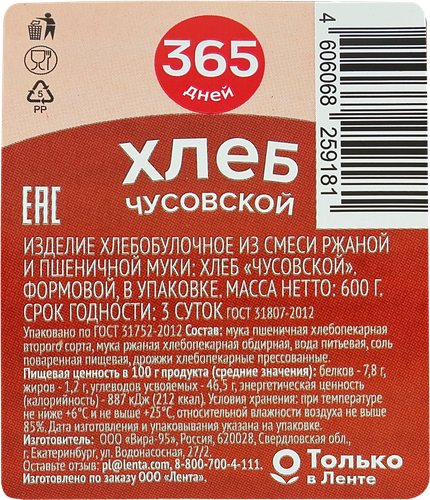 365
дней
4 606068 259181
5
PP
ХЛЕБ
ЧУСОВСКОЙ
EAC
ИЗДЕЛИЕ ХЛЕБОБУЛОЧНОЕ ИЗ СМЕСИ РЖАНОЙ
И ПШЕНИЧНОЙ МУКИ: ХЛЕБ «ЧУСОВСКОЙ»,
ФОРМОВОЙ, В УПАКОВКЕ. МАССА НЕТТО: 600 Г.
СРОК ГОДНОСТИ: 3 СУТОК ГОСТ 31807-2012
Упаковано по ГОСТ 31752-2012 Состав: мука пшеничная хлебопекарная
второго сорта, мука ржаная хлебопекарная обдирная, вода питьевая, соль
поваренная пищевая, дрожжи хлебопекарные прессованные.
Пищевая ценность в 100 г продукта (средние значения): белков - 7,8 г,
жиров - 1,2 г, углеводов усвояемых - 46,5 г, энергетическая ценность
(калорийность) - 887 кДж (212 ккал). Условия хранения: при температуре
не ниже +6°С и не выше +25°С, относительной влажности воздуха не выше
85%. Дата изготовления и упаковывания указана на упаковке.
Изготовитель: ООО «Вира-95», Россия, 620028, Свердловская обл.,
г. Екатеринбург, ул. Водонасосная, 27/2.
Оставьте отзыв: pl@lenta.com, 8-800-700-4-111.
Изготовлено по заказу ООО «Лента».
Только
в Ленте